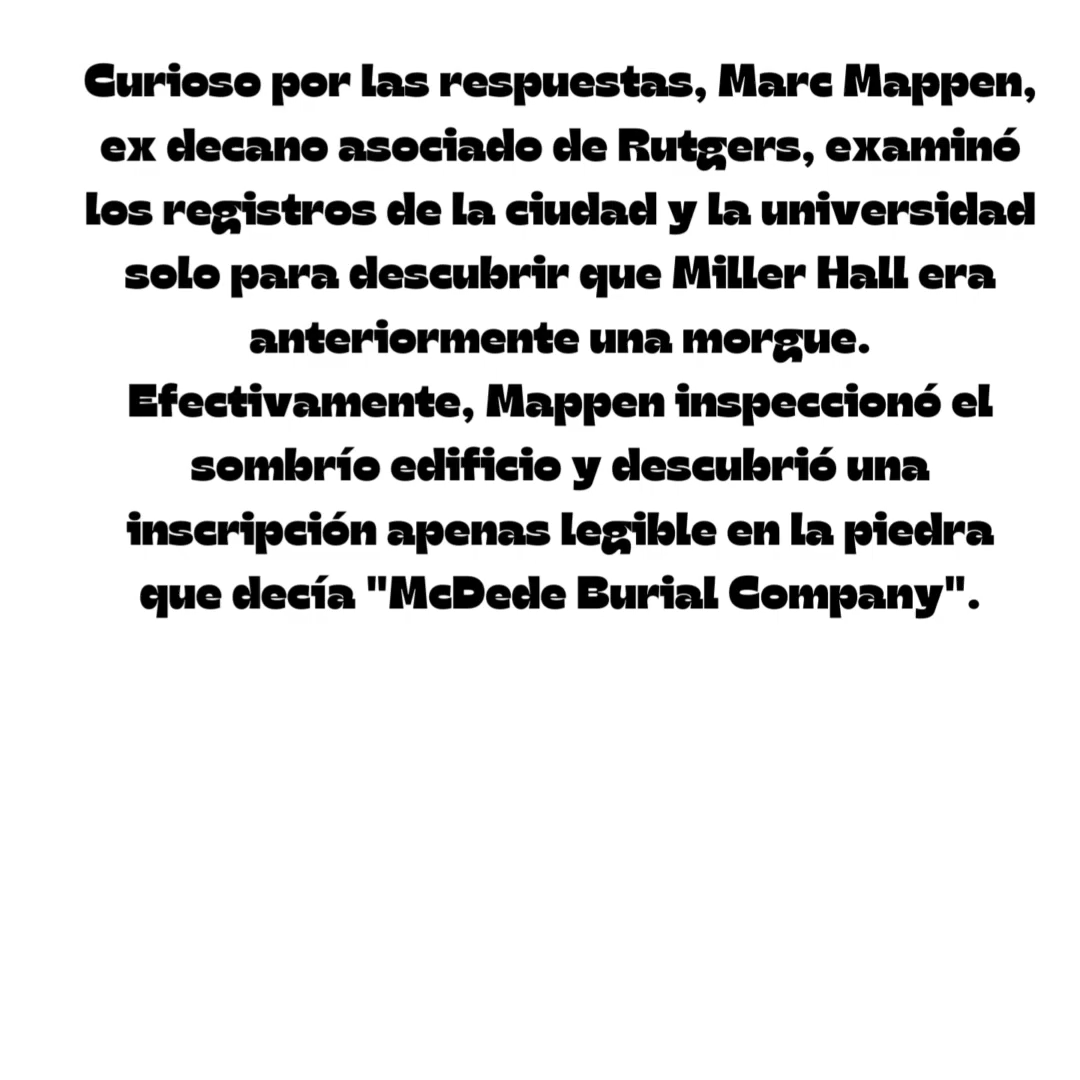 Curioso por las respuestas, Marc Mappen,
ex decano asociado de Rutgers, examinó
los registros de la ciudad y la universidad
solo para descubrir que Miller Hall era
anteriormente una morgue.
Efectivamente, Mappen inspeccionó el
sombrío edificio y descubrió una
inscripción apenas legible en la piedra
que decía "McDede Burial Company".